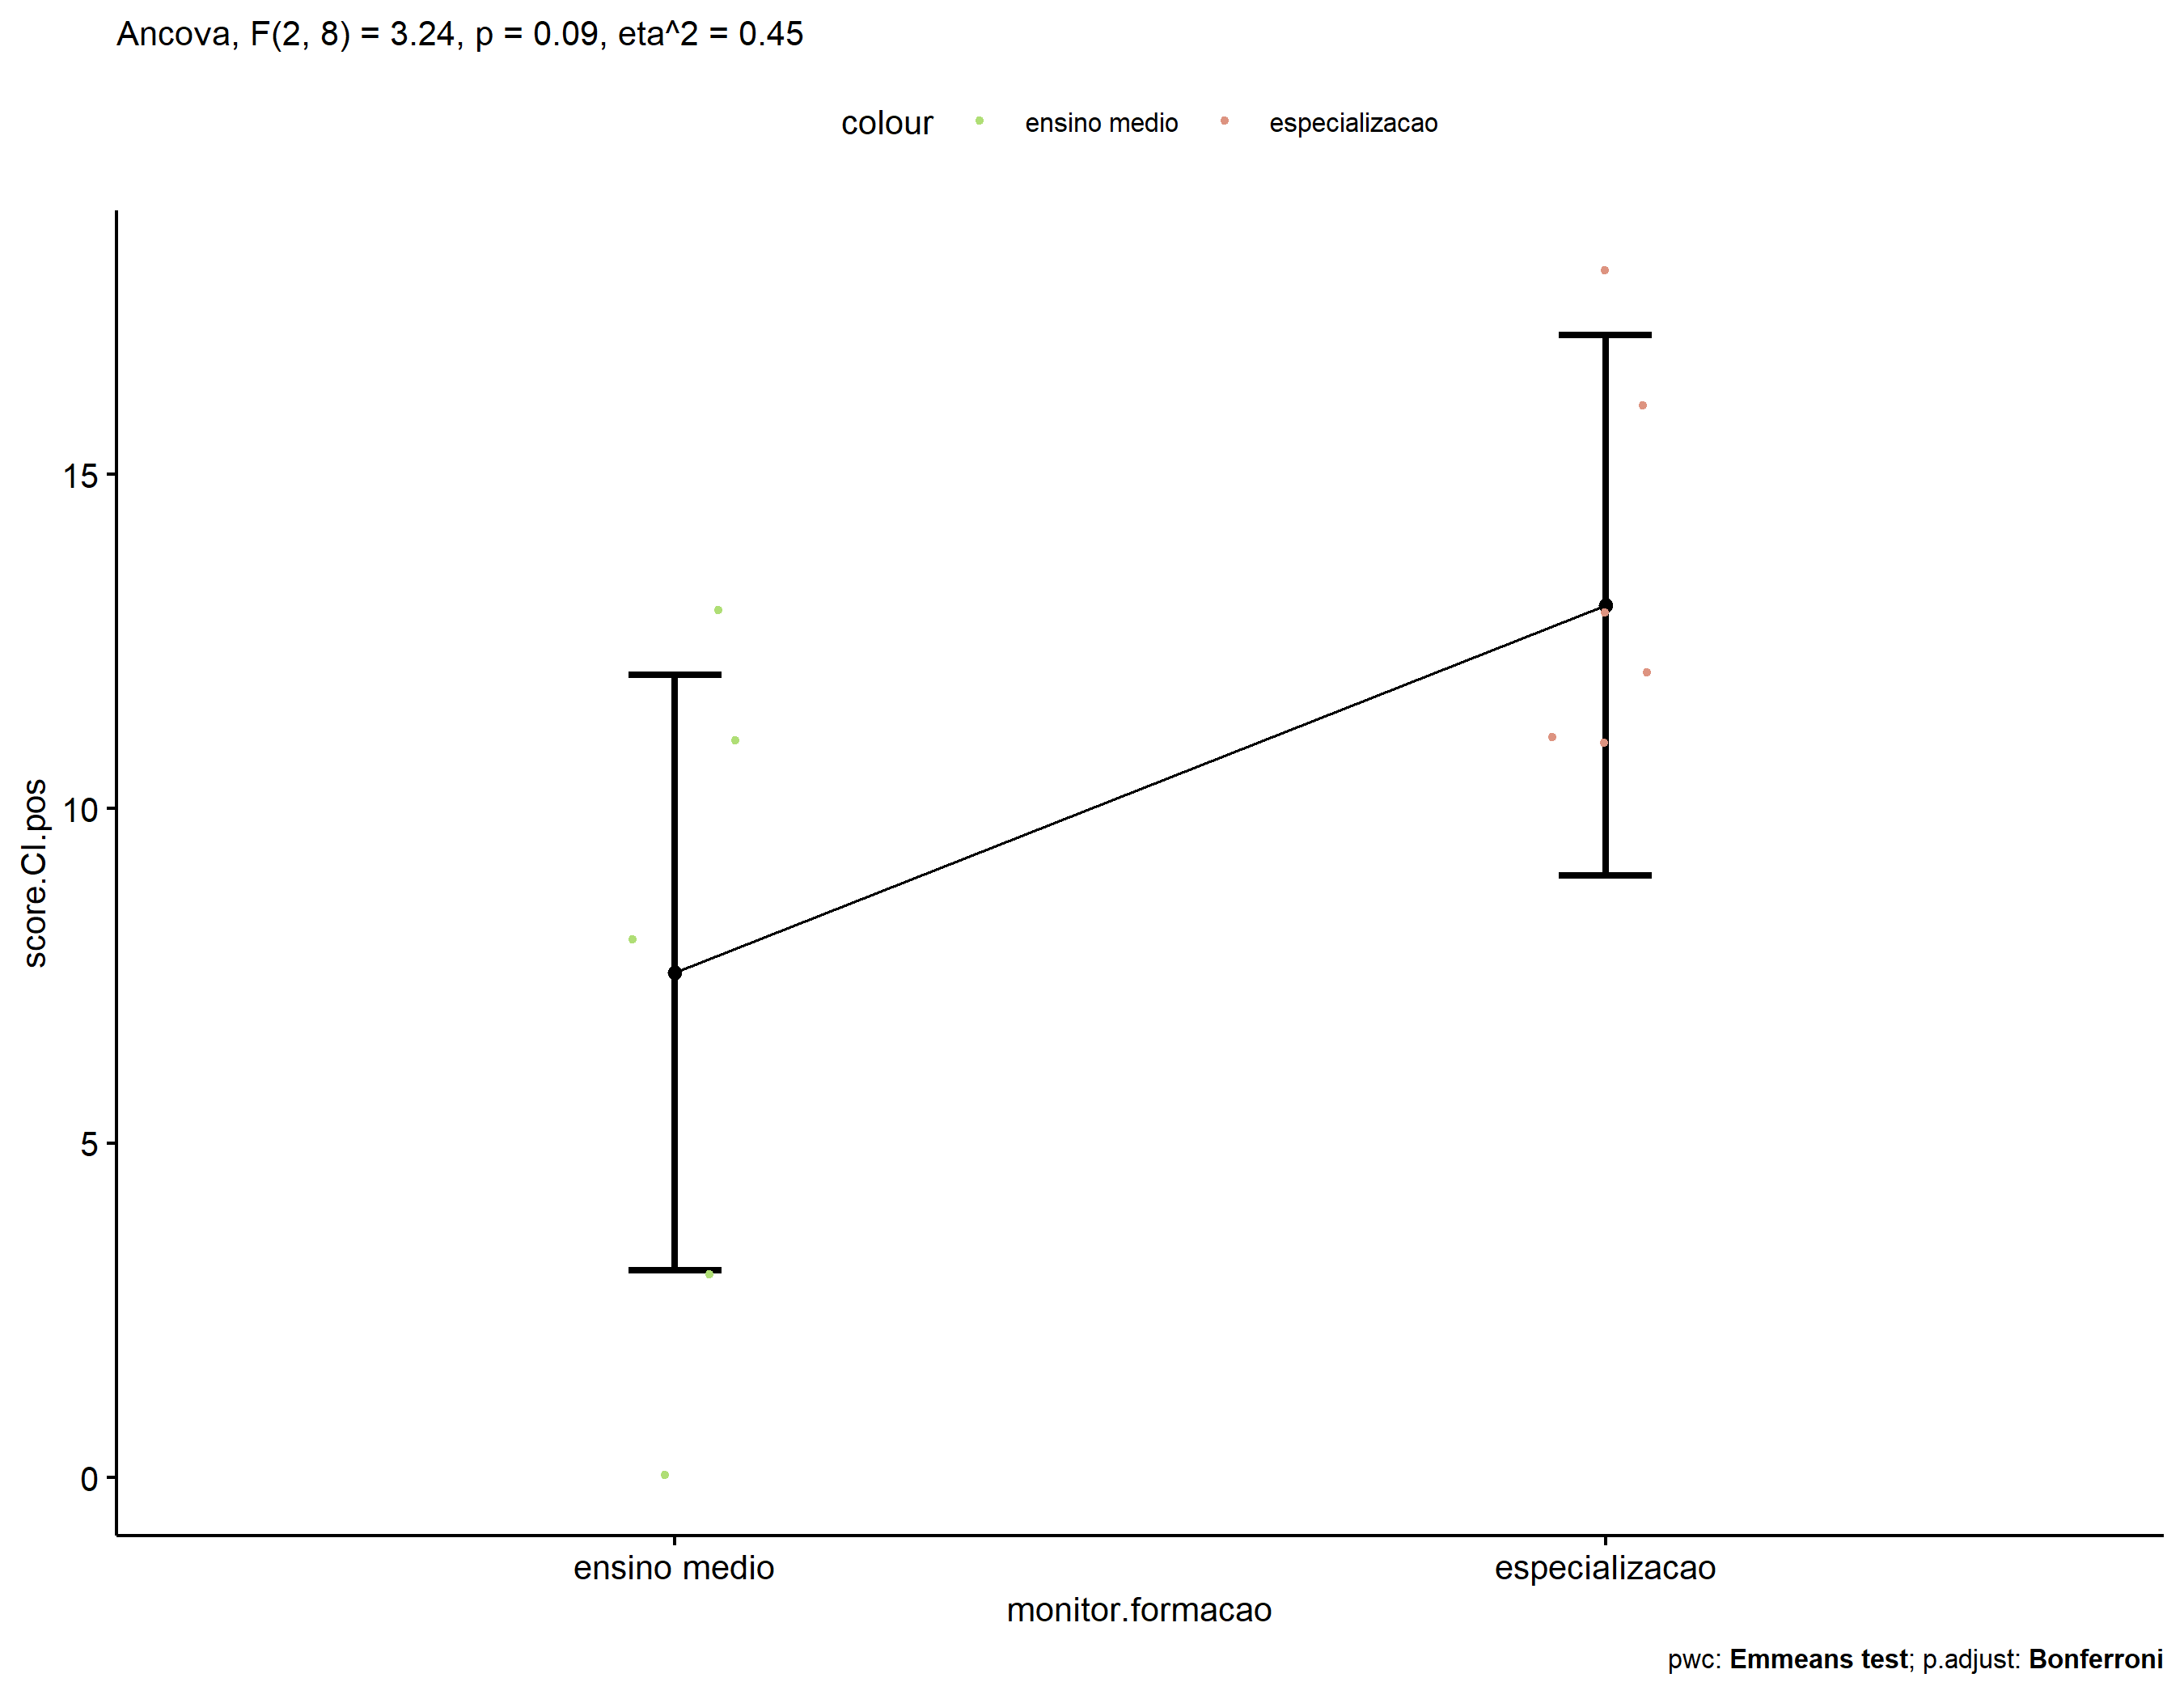 Ancova, F(2, 8) = 3.24, p = 0.09, eta^2 = 0.45
colour ensino medio especializacao
score.CI.pos
15
10
5
0
ensino medio especializacao
monitor.formacao
pwc: Emmeans test; p.adjust: Bonferroni